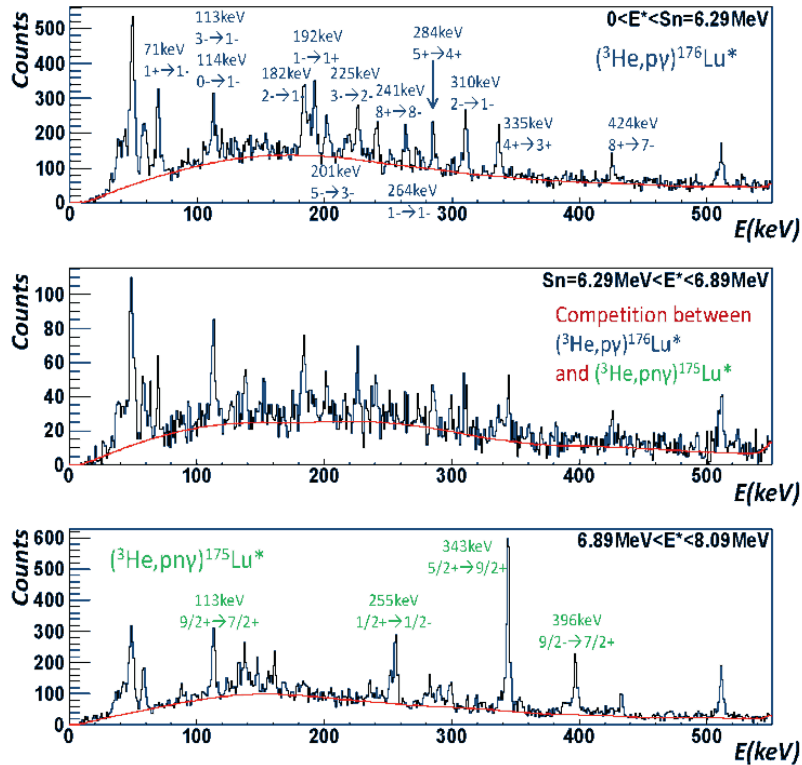 0<E*<Sn=6.29MeV
(³He,pγ)¹⁷⁶Lu*
Counts
71keV
1+→1-
113keV
3-→1-
114keV
0-→1-
182keV
2-→1-
192keV
1-→1+
225keV
3-→2-
241keV
8+→8-
284keV
5+→4+
310keV
2-→1-
335keV
4+→3+
424keV
8+→7-
201keV
5-→3-
264keV
1-→1-
500
400
300
200
100
0
0 100 200 300 400 500
E(keV)
Sn=6.29MeV<E*<6.89MeV
Competition between
(³He,pγ)¹⁷⁶Lu*
and (³He,pnγ)¹⁷⁵Lu*
Counts
100
80
60
40
20
0
0 100 200 300 400 500
E(keV)
6.89MeV<E*<8.09MeV
(³He,pnγ)¹⁷⁵Lu*
Counts
113keV
9/2+→7/2+
255keV
1/2+→1/2-
343keV
5/2+→9/2+
396keV
9/2-→7/2+
600
500
400
300
200
100
0
0 100 200 300 400 500
E(keV)